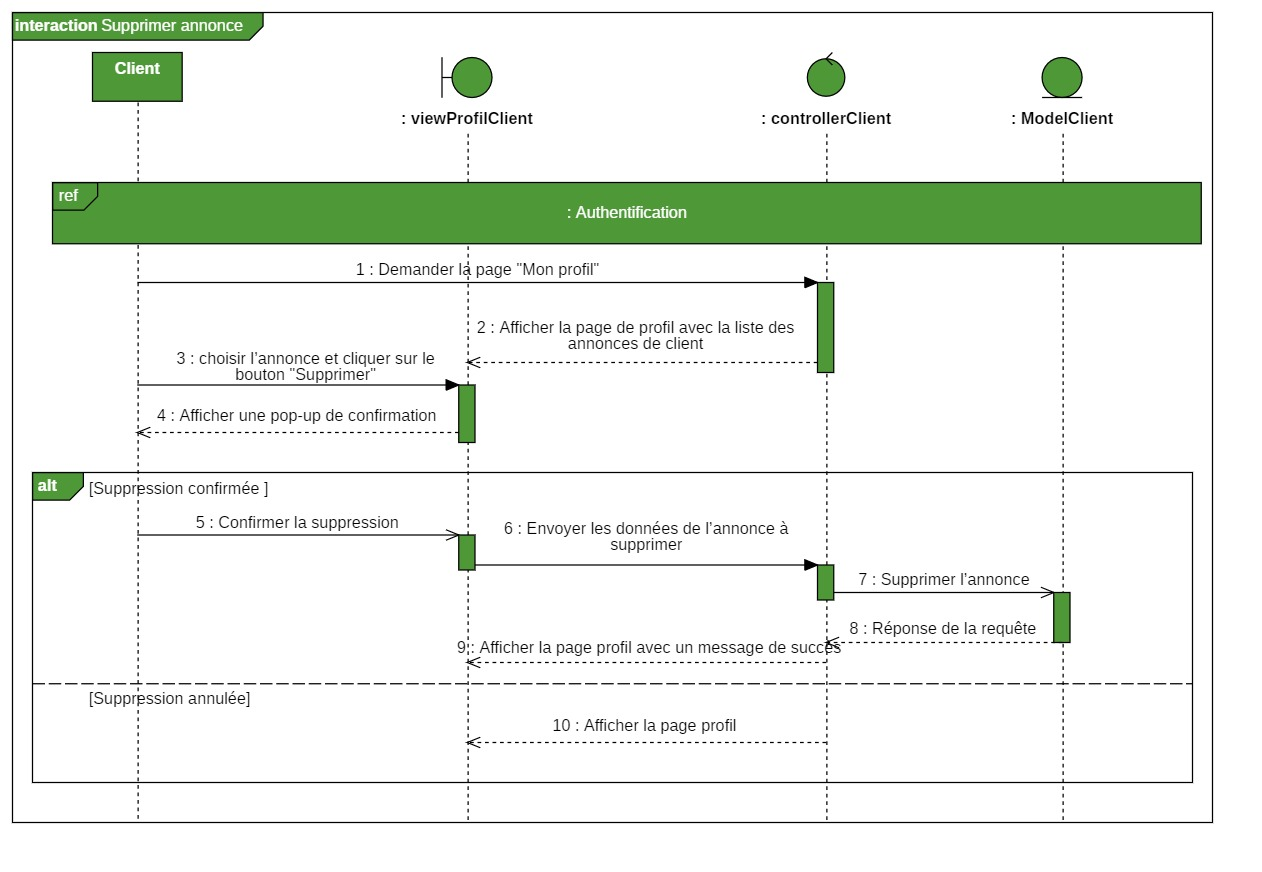 interaction Supprimer annonce
Client
: viewProfilClient
: controllerClient
: ModelClient
ref
: Authentification
1 : Demander la page "Mon profil"
2 : Afficher la page de profil avec la liste des
annonces de client
3 : choisir l'annonce et cliquer sur le
bouton "Supprimer"
4 : Afficher une pop-up de confirmation
alt
[Suppression confirmée ]
5 : Confirmer la suppression
6 : Envoyer les données de l'annonce à
supprimer
7 : Supprimer l'annonce
8 : Réponse de la requête
9 : Afficher la page profil avec un message de succès
[Suppression annulée]
10 : Afficher la page profil